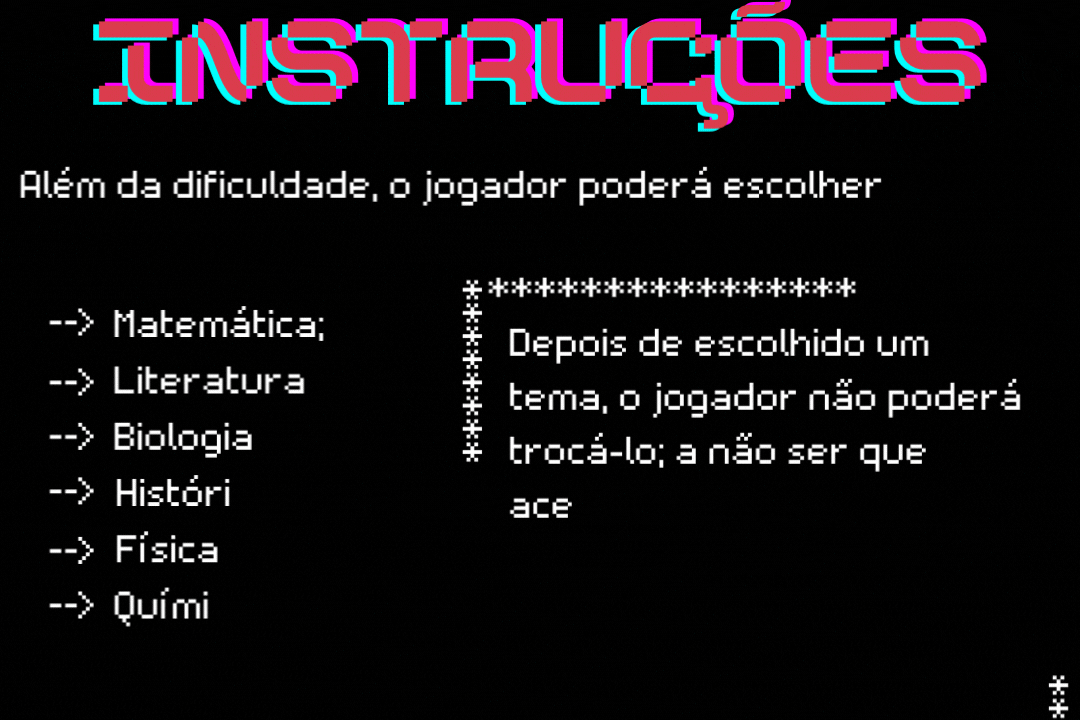 INSTRUÇÕES
Além da dificuldade, o jogador poderá escolher
--> Matemática;
--> Literatura
--> Biologia
--> Históri
--> Física
--> Quími
*****************
*
*
*
*
*
*
*
Depois de escolhido um
tema, o jogador não poderá
trocá-lo; a não ser que
ace
*
*